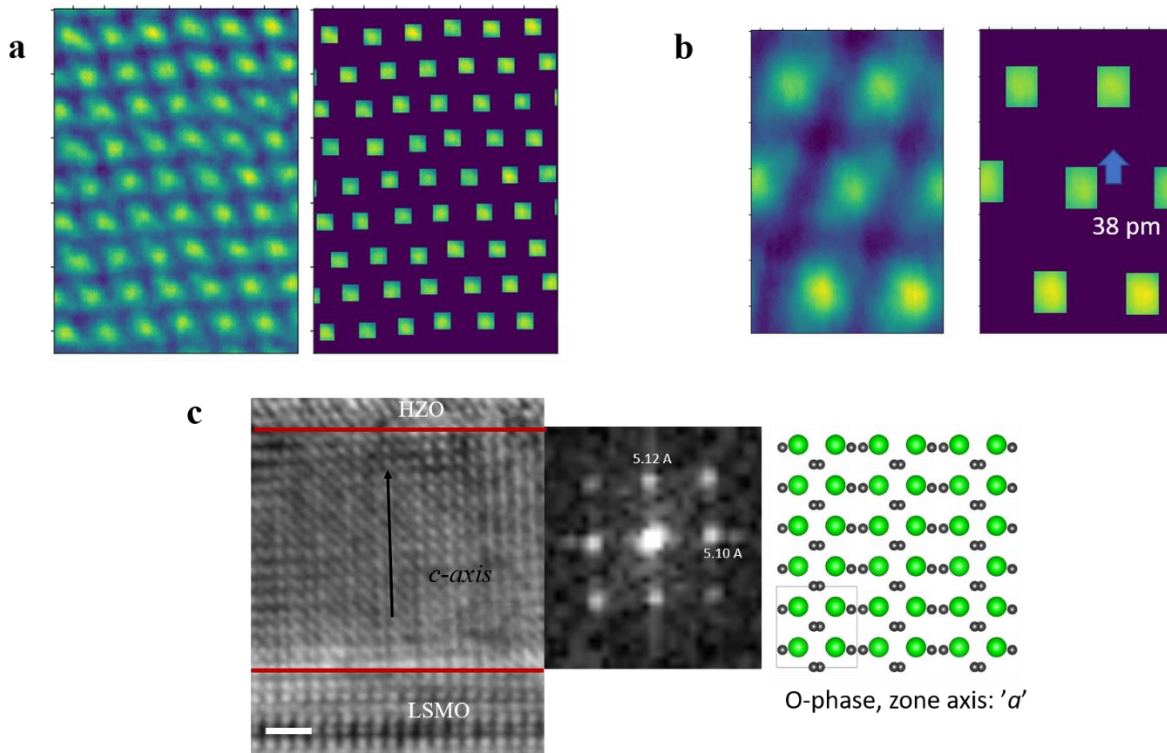 a
b
38 pm
c
HZO
c-axis
LSMO
5.12 A
5.10 A
O-phase, zone axis: 'a'